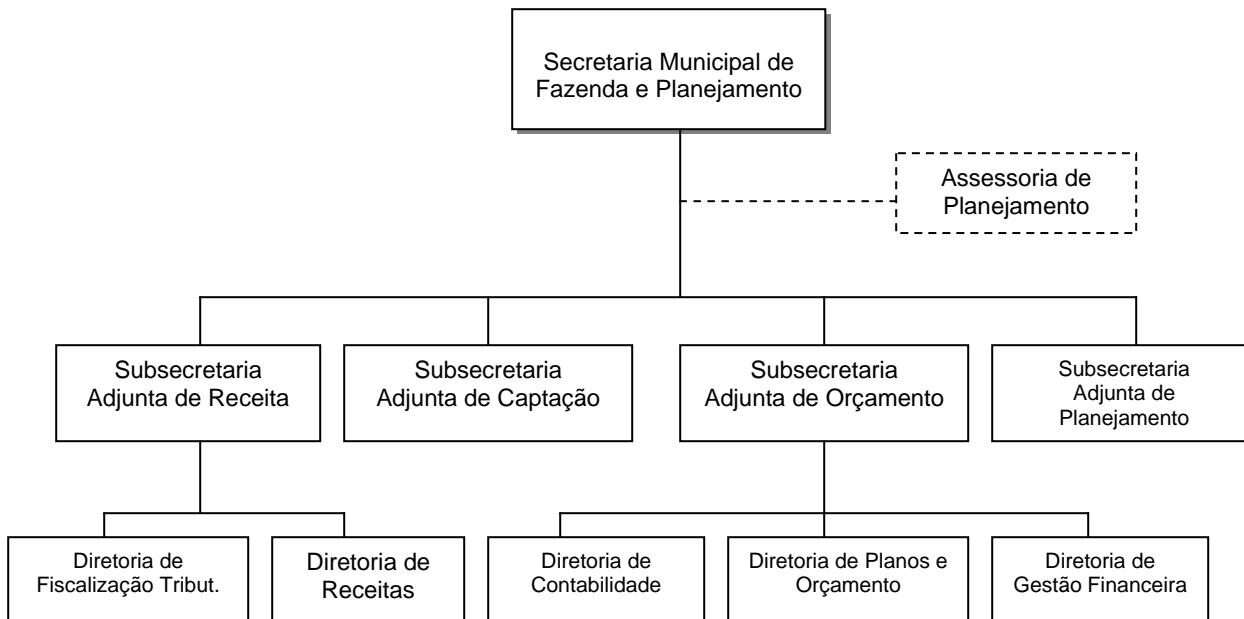 Secretaria Municipal de
Fazenda e Planejamento
Assessoria de
Planejamento
Subsecretaria
Adjunta de Receita
Subsecretaria
Adjunta de Captação
Subsecretaria
Adjunta de Orçamento
Subsecretaria
Adjunta de
Planejamento
Diretoria de
Fiscalização Tribut.
Diretoria de
Receitas
Diretoria de
Contabilidade
Diretoria de Planos e
Orçamento
Diretoria de
Gestão Financeira